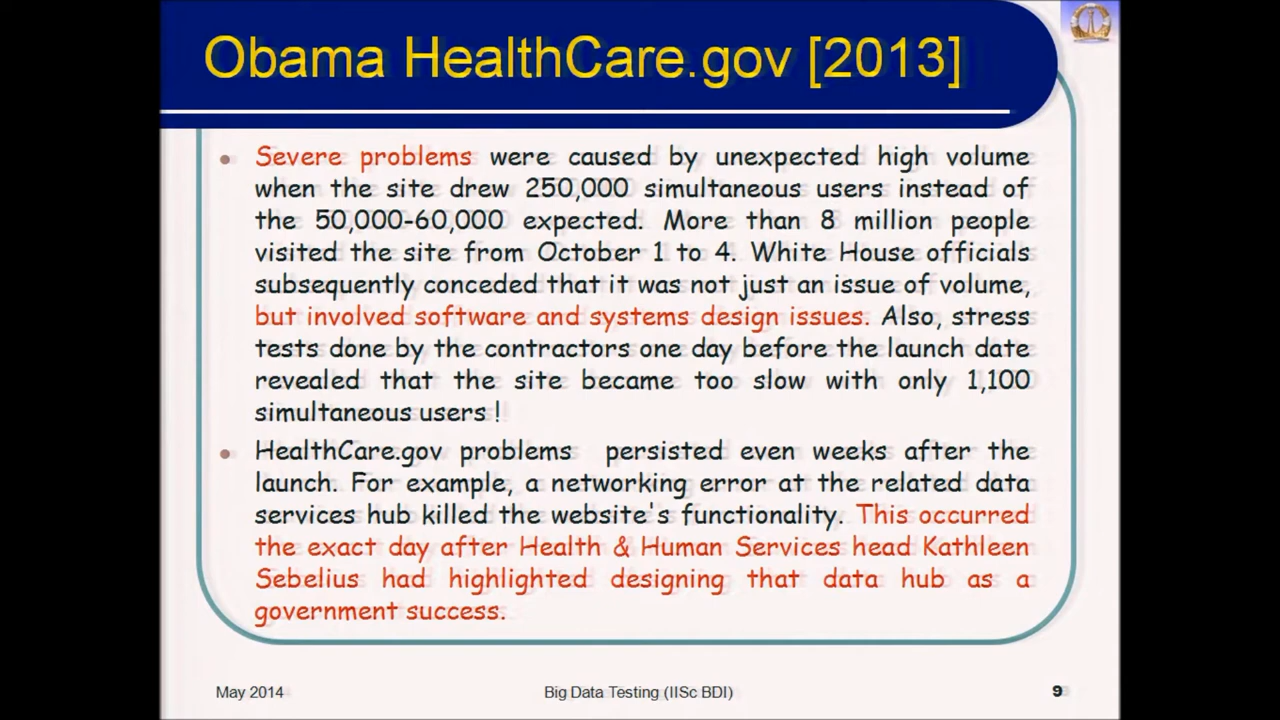 Obama HealthCare.gov [2013]
Severe problems were caused by unexpected high volume
when the site drew 250,000 simultaneous users instead of
the 50,000-60,000 expected. More than 8 million people
visited the site from October 1 to 4. White House officials
subsequently conceded that it was not just an issue of volume,
but involved software and systems design issues. Also, stress
tests done by the contractors one day before the launch date
revealed that the site became too slow with only 1,100
simultaneous users !
HealthCare.gov problems persisted even weeks after the
launch. For example, a networking error at the related data
services hub killed the website's functionality. This occurred
the exact day after Health & Human Services head Kathleen
Sebelius had highlighted designing that data hub as a
government success.
May 2014
Big Data Testing (IISc BDI)
9